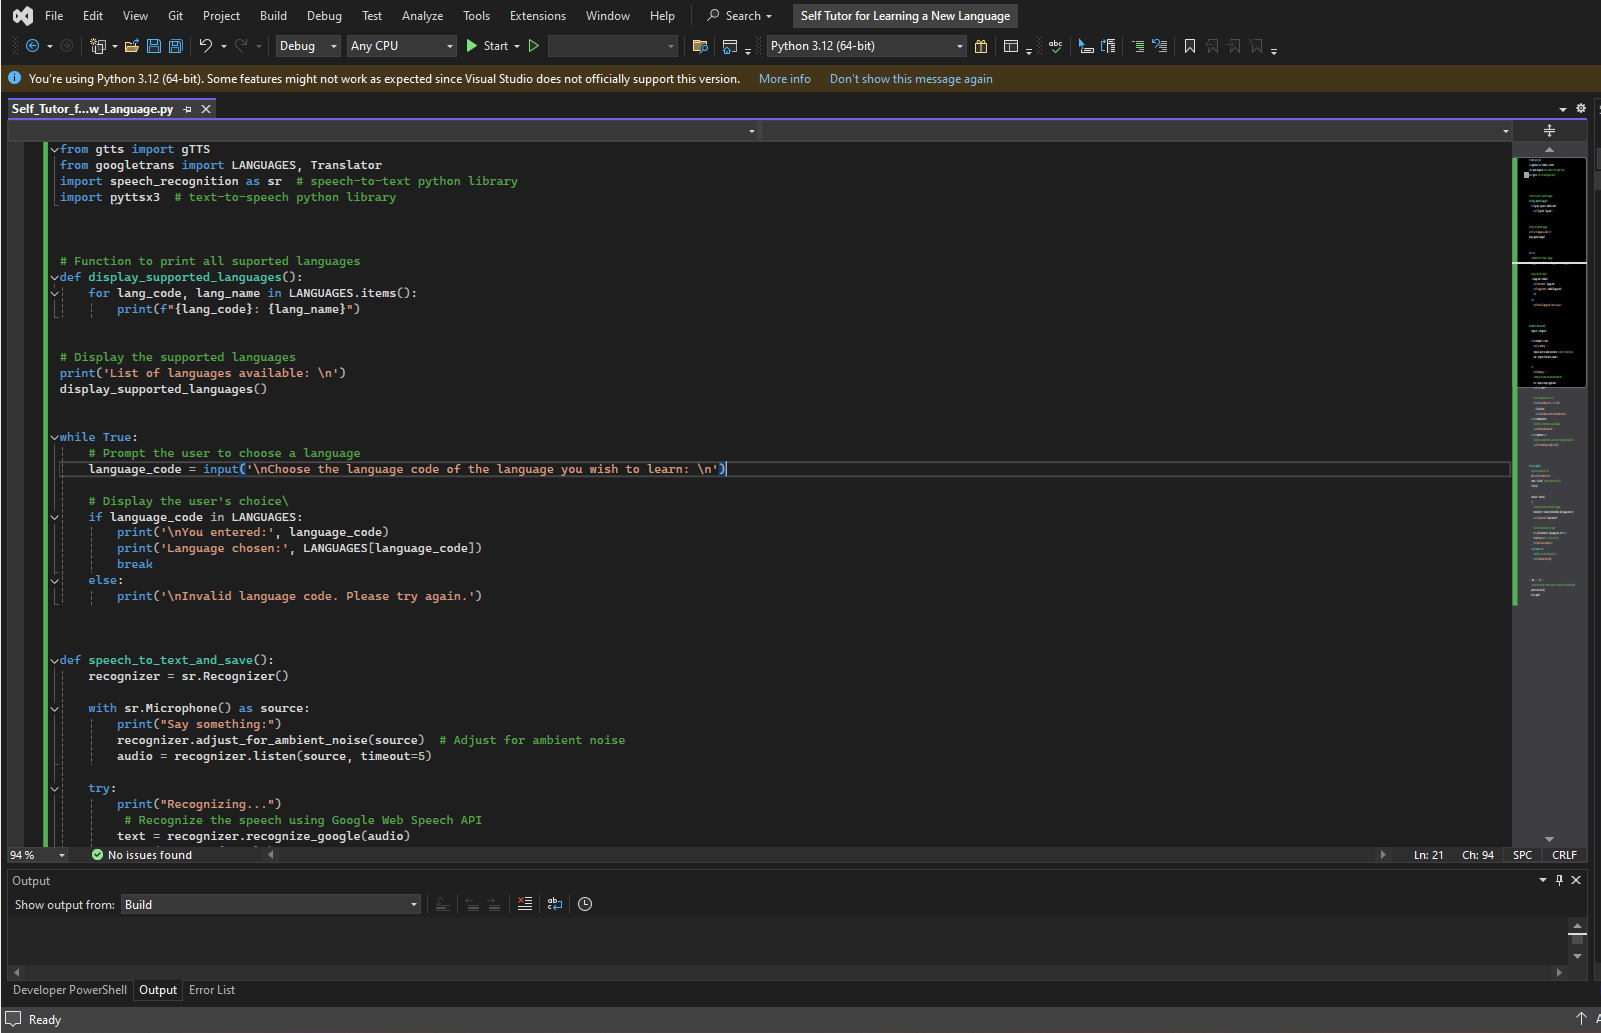 File Edit View Git Project Build Debug Test Analyze Tools Extensions Window Help Search Self Tutor for Learning a New Language
Debug Any CPU Start Python 3.12 (64-bit) abc
You're using Python 3.12 (64-bit). Some features might not work as expected since Visual Studio does not officially support this version. More info Don't show this message again
Self_Tutor_f...w_Language.py
from gtts import gTTS
from googletrans import LANGUAGES, Translator
import speech_recognition as sr  # speech-to-text python library
import pyttsx3  # text-to-speech python library
# Function to print all suported languages
def display_supported_languages():
    for lang_code, lang_name in LANGUAGES.items():
        print(f"{lang_code}: {lang_name}")
# Display the supported languages
print('List of languages available: \n')
display_supported_languages()
while True:
    # Prompt the user to choose a language
    language_code = input('\nChoose the language code of the language you wish to learn: \n')
    # Display the user's choice\
    if language_code in LANGUAGES:
        print('\nYou entered:', language_code)
        print('Language chosen:', LANGUAGES[language_code])
        break
    else:
        print('\nInvalid language code. Please try again.')
def speech_to_text_and_save():
    recognizer = sr.Recognizer()
    with sr.Microphone() as source:
        print("Say something:")
        recognizer.adjust_for_ambient_noise(source)  # Adjust for ambient noise
        audio = recognizer.listen(source, timeout=5)
    try:
        print("Recognizing...")
         # Recognize the speech using Google Web Speech API
        text = recognizer.recognize_google(audio)
94 % No issues found Ln: 21 Ch: 94 SPC CRLF
Output
Show output from: Build
Developer PowerShell Output Error List
Ready